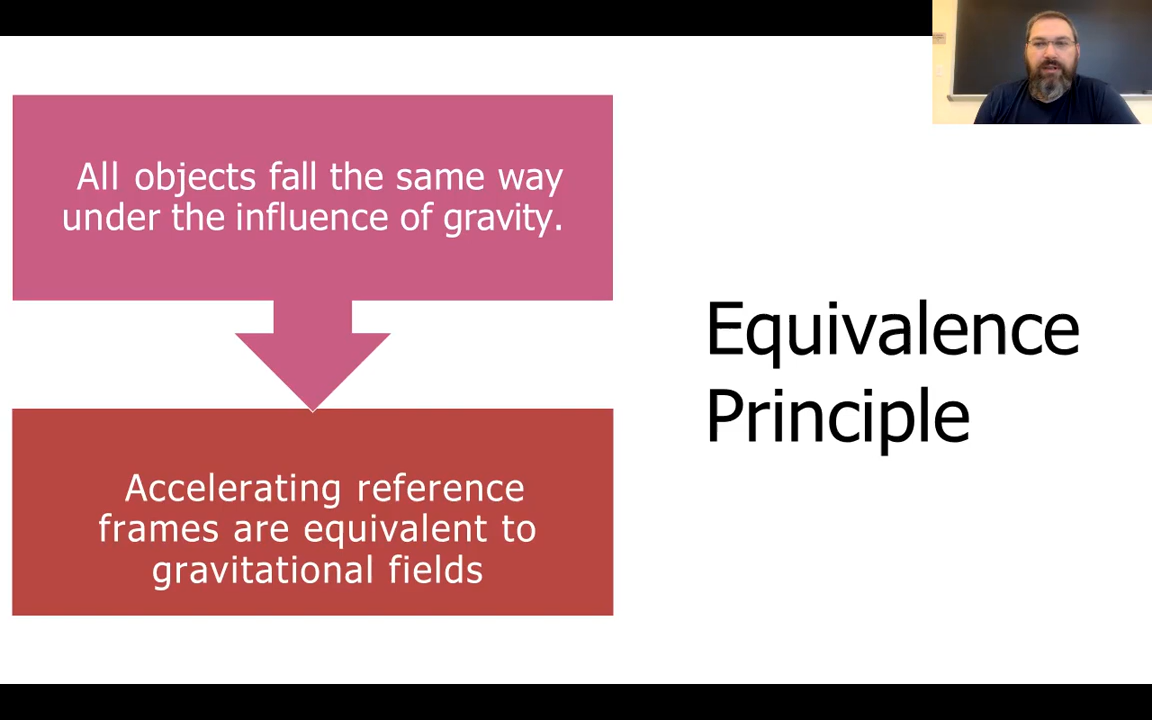 All objects fall the same way
under the influence of gravity.
Accelerating reference
frames are equivalent to
gravitational fields
Equivalence
Principle